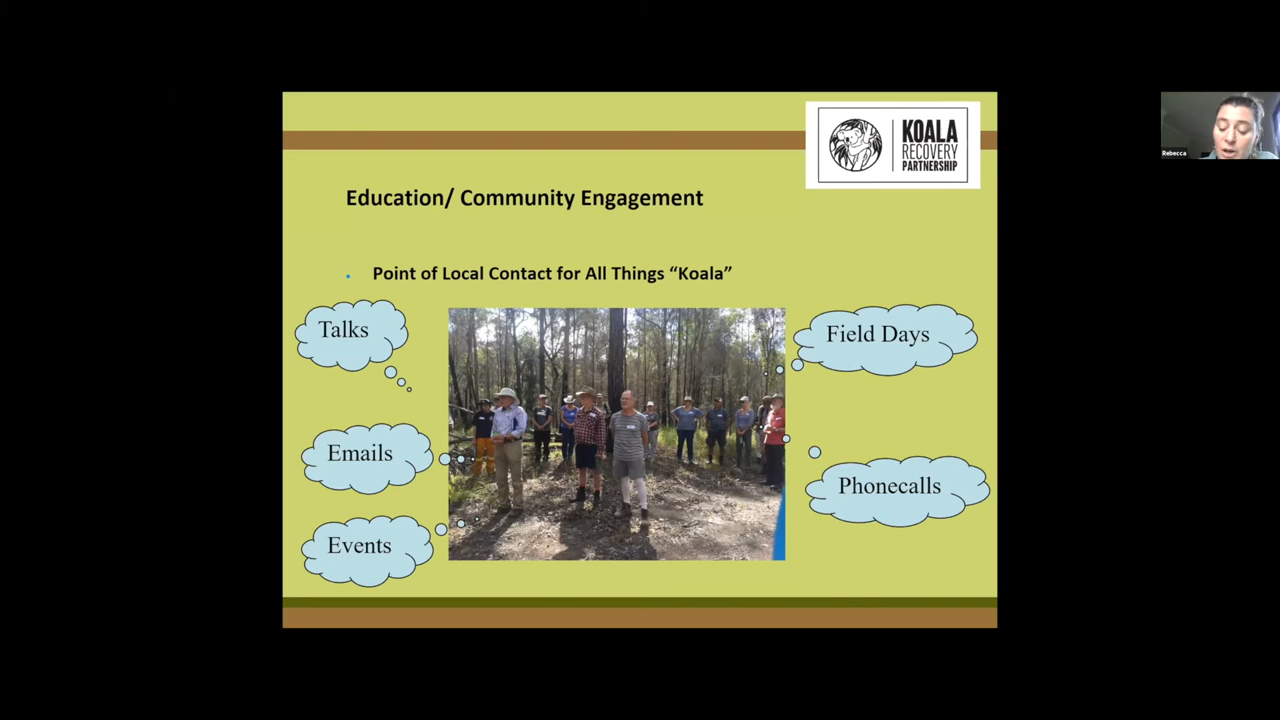 KOALA
RECOVERY
PARTNERSHIP
Rebecca
Education/ Community Engagement
• Point of Local Contact for All Things “Koala”
Talks
Field Days
Emails
Phonecalls
Events